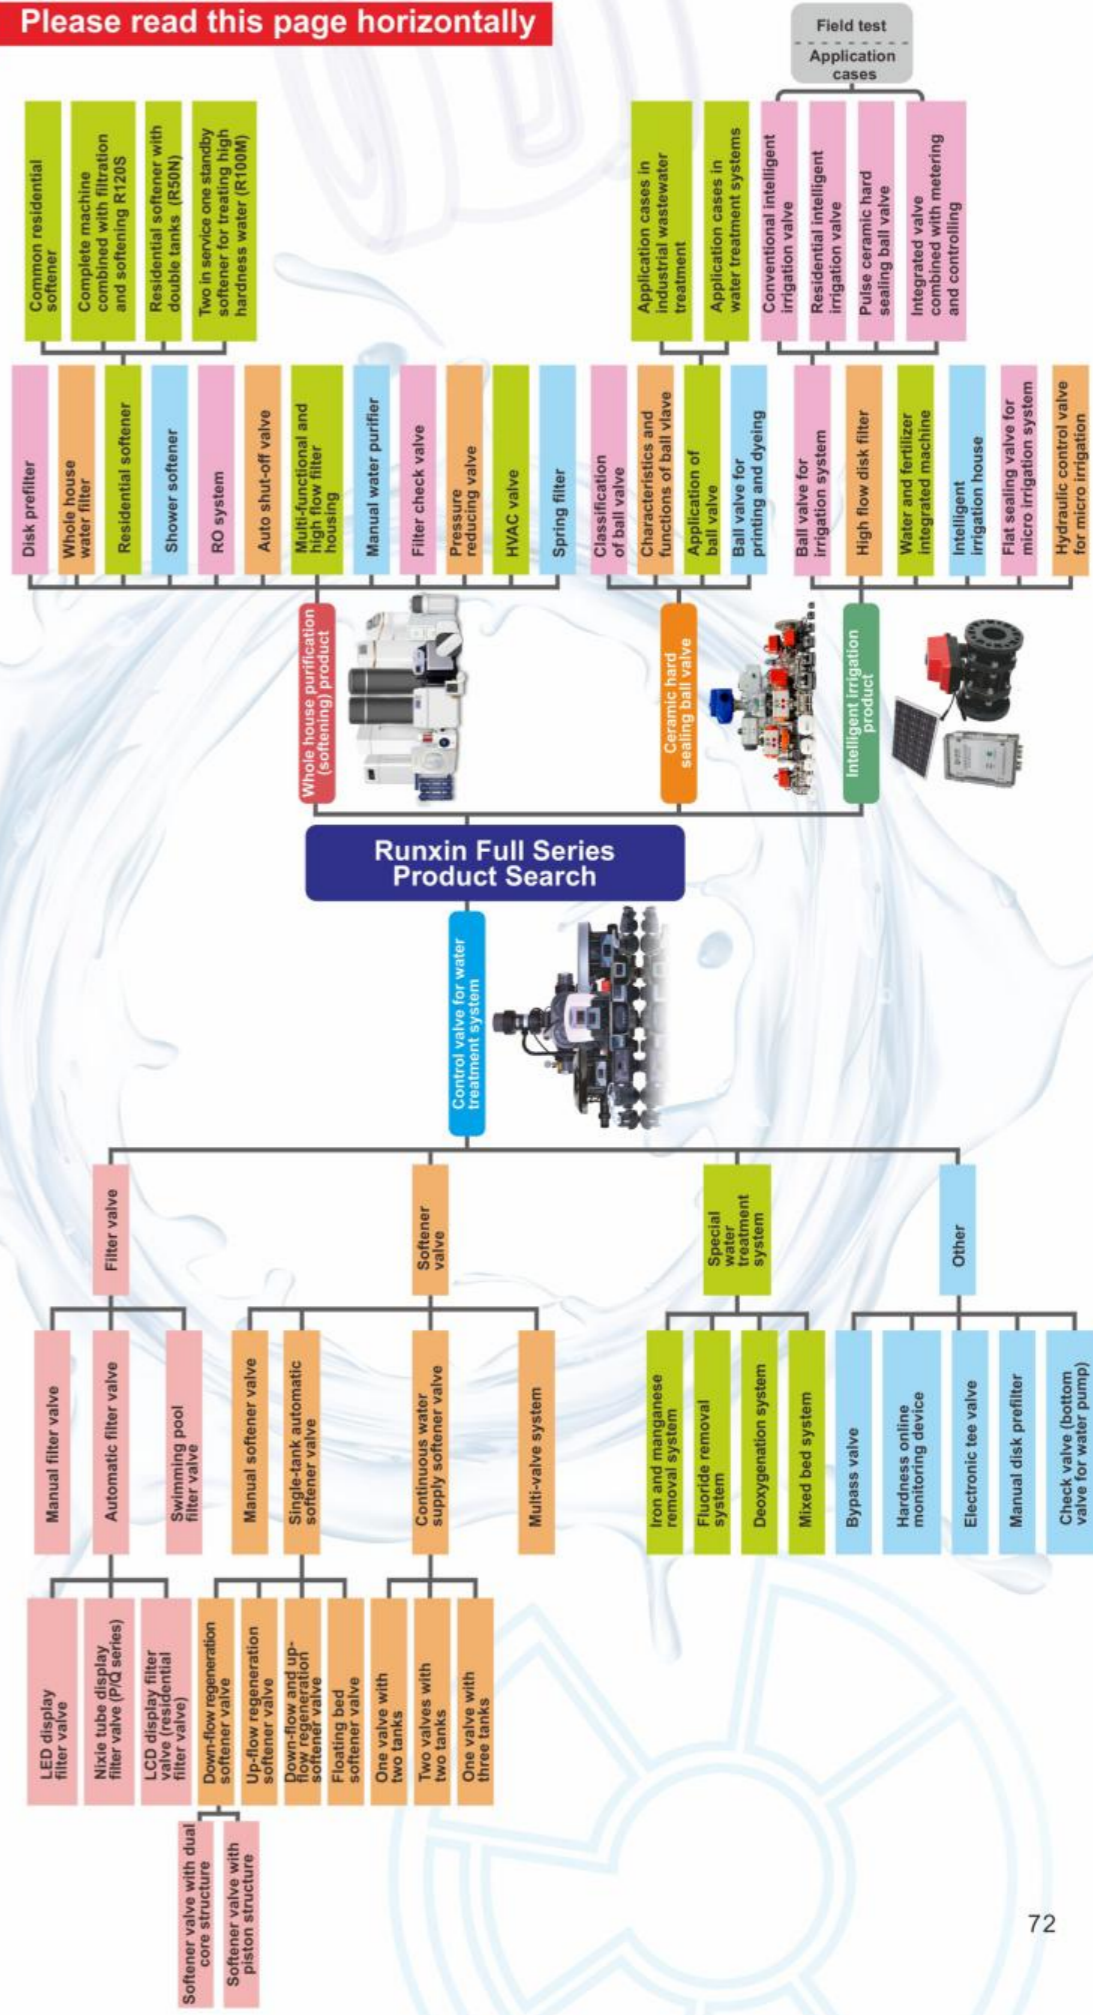 Please read this page horizontally
Field test
Application
cases
Common residential
softener
Complete machine
combined with filtration
and softening R120S
Residential softener with
double tanks (R50N)
Two in service one standby
softener for treating high
hardness water (R100M)
Application cases in
industrial wastewater
treatment
Application cases in
water treatment systems
Conventional intelligent
irrigation valve
Residential intelligent
irrigation valve
Pulse ceramic hard
sealing ball valve
Integrated valve
combined with metering
and controlling
Disk prefilter
Whole house
water filter
Residential softener
Shower softener
RO system
Auto shut-off valve
Multi-functional and
high flow filter
housing
Manual water purifier
Filter check valve
Pressure
reducing valve
HVAC valve
Spring filter
Classification
of ball valve
Characteristics and
functions of ball vlave
Application of
ball valve
Ball valve for
printing and dyeing
Ball valve for
irrigation system
High flow disk filter
Water and fertilizer
integrated machine
Intelligent
irrigation house
Flat sealing valve for
micro irrigation system
Hydraulic control valve
for micro irrigation
Whole house purification
(softening) product
Ceramic hard
sealing ball valve
Intelligent irrigation
product
Runxin Full Series
Product Search
Control valve for water
treatment system
Filter valve
Softener
valve
Special
water
treatment
system
Other
Manual filter valve
Automatic filter valve
Swimming pool
filter valve
Manual softener valve
Single-tank automatic
softener valve
Continuous water
supply softener valve
Multi-valve system
Iron and manganese
removal system
Fluoride removal
system
Deoxygenation system
Mixed bed system
Bypass valve
Hardness online
monitoring device
Electronic tee valve
Manual disk prefilter
Check valve (bottom
valve for water pump)
LED display
filter valve
Nixie tube display
filter valve (P/Q series)
LCD display filter
valve (residential
filter valve)
Down-flow regeneration
softener valve
Up-flow regeneration
softener valve
Down-flow and up-
flow regeneration
softener valve
Floating bed
softener valve
One valve with
two tanks
Two valves with
two tanks
One valve with
three tanks
Softener valve with dual
core structure
Softener valve with
piston structure
72